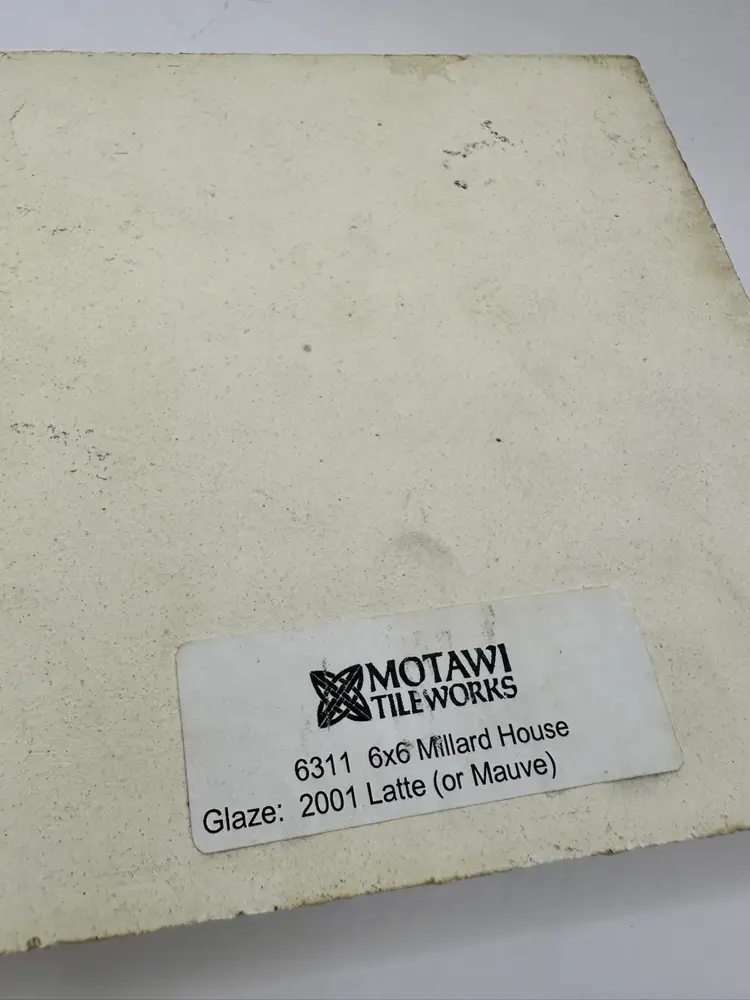 MOTAWI
TILEWORKS
6311 6x6 Millard House
Glaze: 2001 Latte (or Mauve)